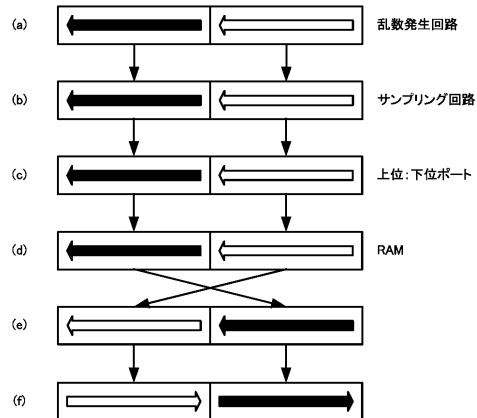 (a) 乱数発生回路
(b) サンプリング回路
(c) 上位:下位ポート
(d) RAM
(e)
(f)